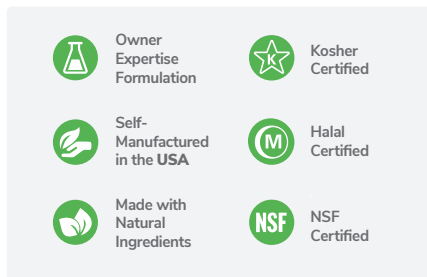 Owner
Expertise
Formulation
K
Kosher
Certified
Self-
Manufactured
in the USA
M
Halal
Certified
Made with
Natural
Ingredients
NSF
NSF
Certified